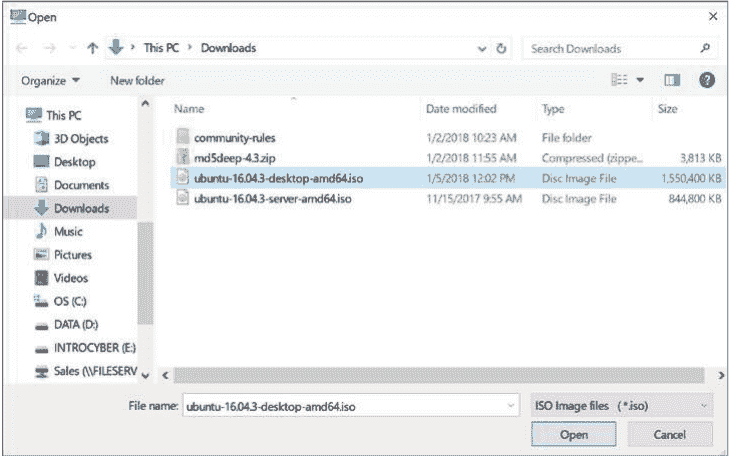 Open
This PC > Downloads
Search Downloads
Organize
New folder
Name Date modified Type Size
This PC
3D Objects
Desktop
Documents
Downloads
Music
Pictures
Videos
OS (C:)
DATA (D:)
INTROCYBER (E:)
Sales (\\FILESERV
community-rules 1/2/2018 10:23 AM File folder
md5deep-4.3.zip 1/2/2018 11:55 AM Compressed (zippe... 3,813 KB
ubuntu-16.04.3-desktop-amd64.iso 1/5/2018 12:02 PM Disc Image File 1,550,400 KB
ubuntu-16.04.3-server-amd64.iso 11/15/2017 9:55 AM Disc Image File 844,800 KB
File name: ubuntu-16.04.3-desktop-amd64.iso
ISO Image files (*.iso)
Open
Cancel